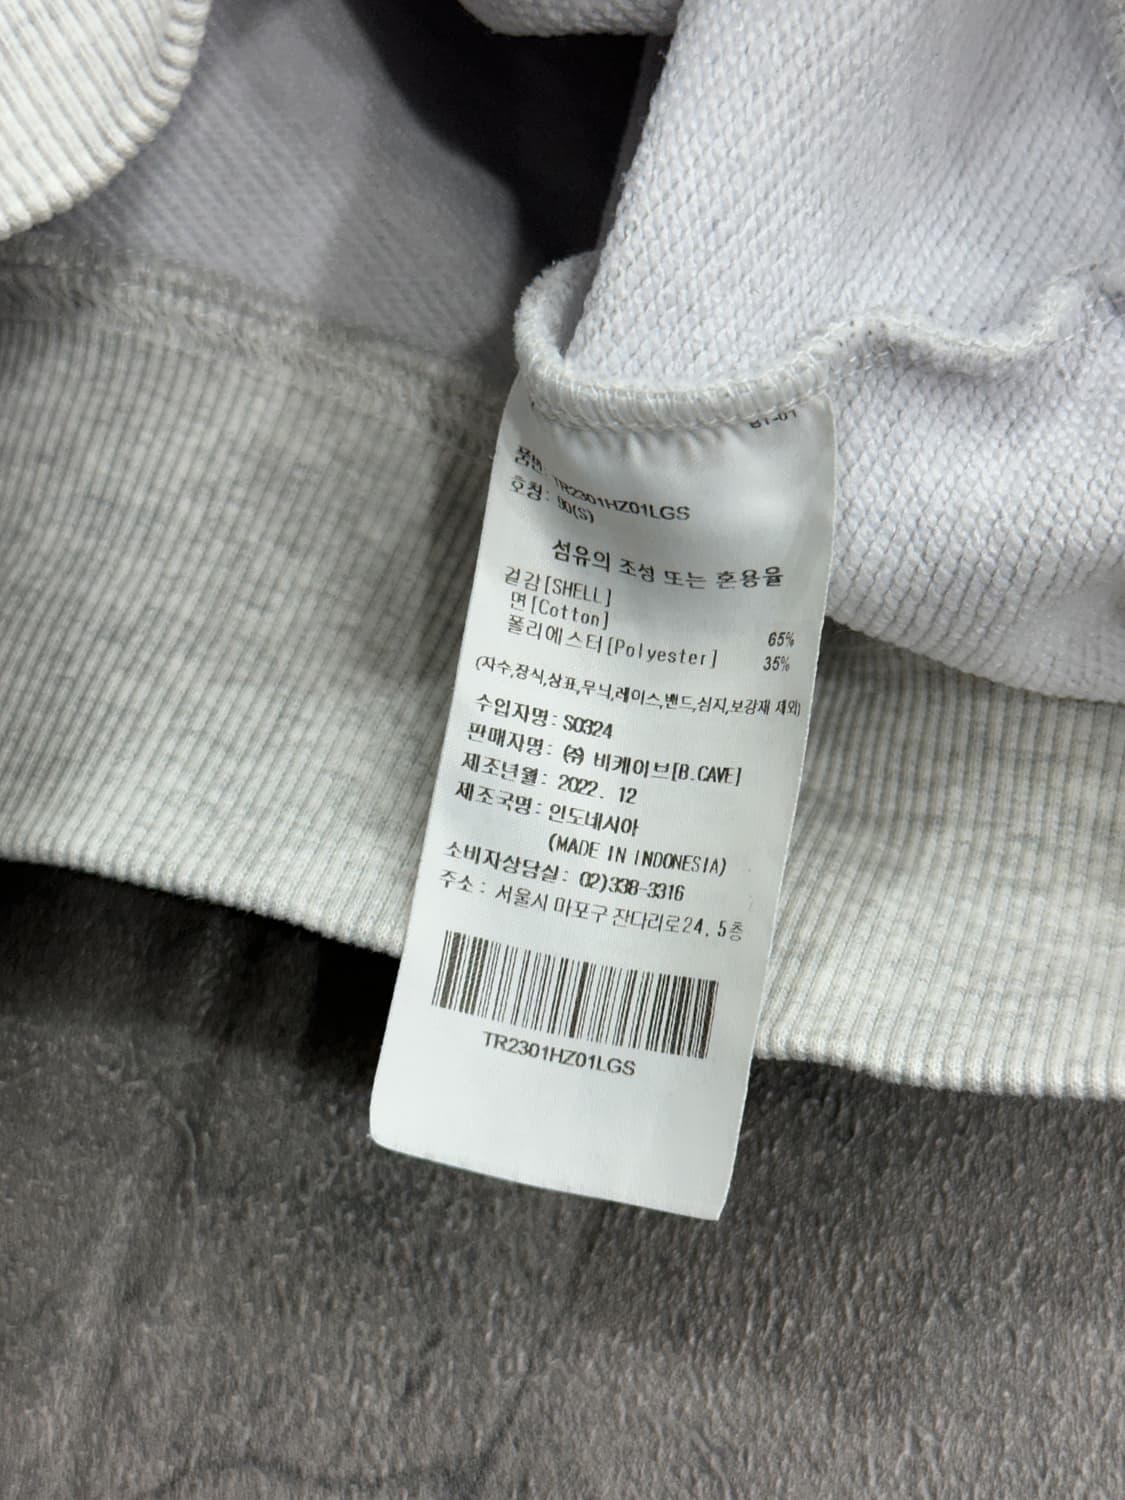 B1-01
품번: TR2301HZ01LGS
호칭: 90(S)
섬유의 조성 또는 혼용율
겉감[SHELL]
면[Cotton] 65%
폴리에스터[Polyester] 35%
(자수,장식,상표,무늬,레이스,밴드,심지,보강재 제외)
수입자명: S0324
판매자명: ㈜ 비케이브[B.CAVE]
제조년월: 2022. 12
제조국명: 인도네시아
(MADE IN INDONESIA)
소비자상담실: 02)338-3316
주소: 서울시 마포구 잔다리로24, 5층
TR2301HZ01LGS